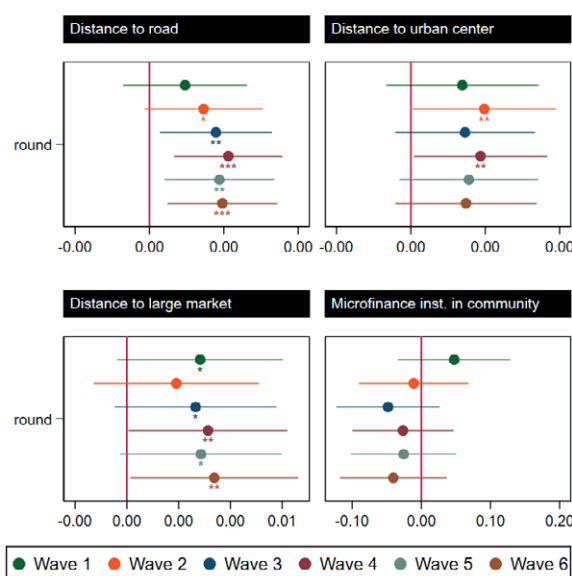 Distance to road
Distance to urban center
*
**
**
***
**
***
**
**
round
-0.00 0.00 0.00 0.00
-0.00 0.00 0.00 0.00
Distance to large market
Microfinance inst. in community
*
*
**
*
**
round
-0.00 0.00 0.00 0.01
-0.10 0.00 0.10 0.20
Wave 1 Wave 2 Wave 3 Wave 4 Wave 5 Wave 6